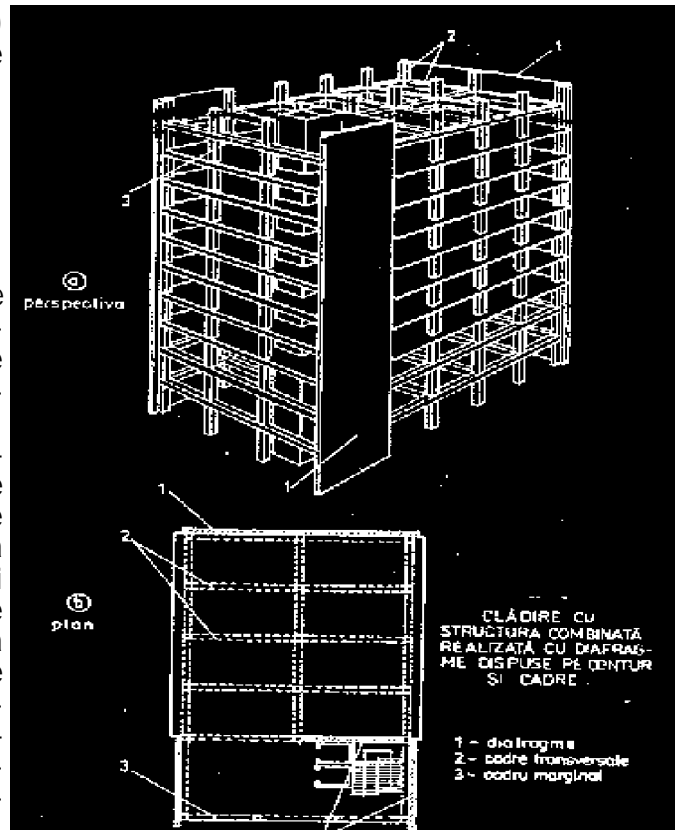 2
1
3
a
perspectiva
1
1
2
b
plan
CLĂDIRE CU
STRUCTURA COMBINATĂ
REALIZATĂ CU DIAFRAG-
ME DISPUSE PE CONTUR
SI CADRE
3
1 - diafragme
2 - cadre transversale
3 - cadru marginal